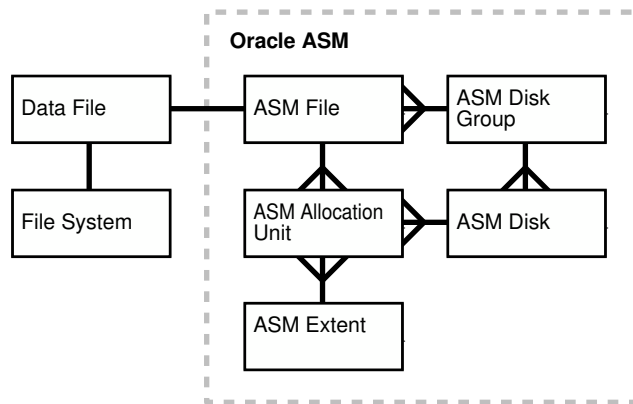 Oracle ASM
Data File
ASM File
ASM Disk
Group
File System
ASM Allocation
Unit
ASM Disk
ASM Extent